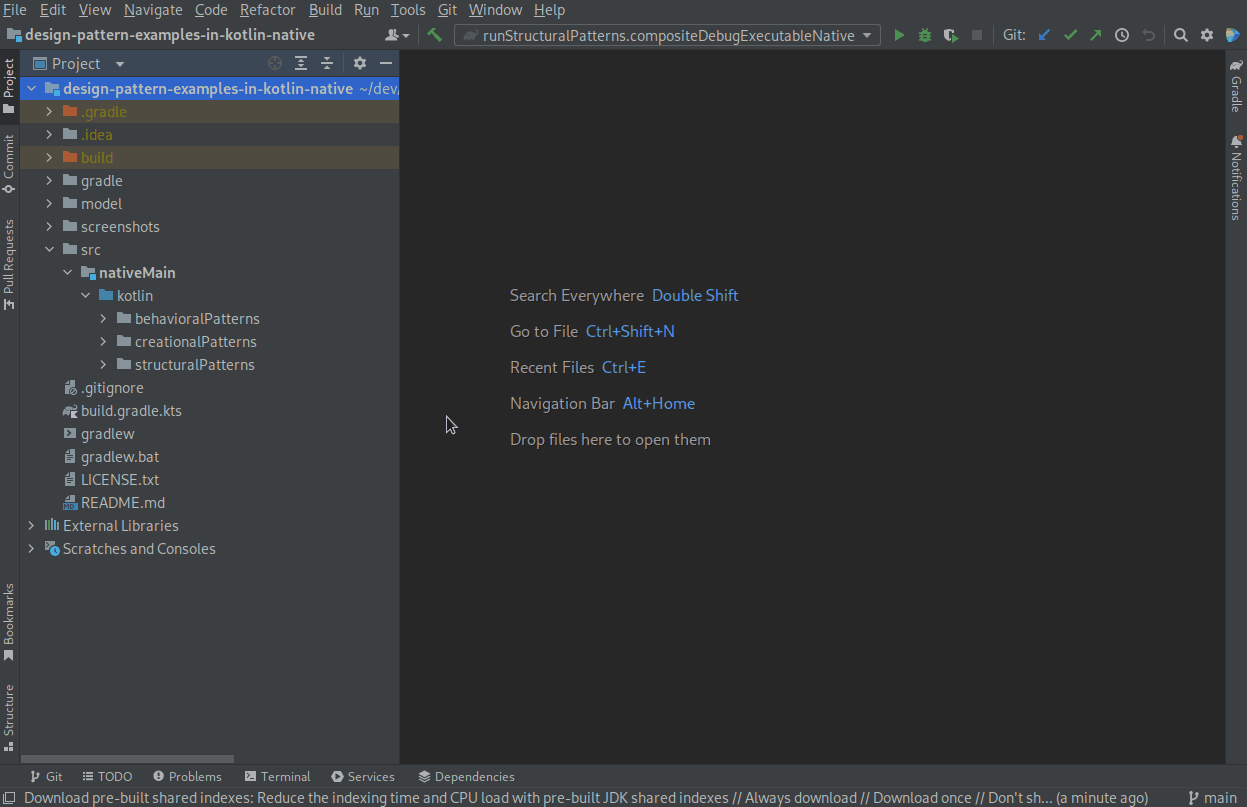 File Edit View Navigate Code Refactor Build Run Tools Git Window Help
design-pattern-examples-in-kotlin-native runStructuralPatterns.compositeDebugExecutableNative Git:
Project
design-pattern-examples-in-kotlin-native ~/dev/
.gradle
.idea
build
gradle
model
screenshots
src
nativeMain
kotlin
behavioralPatterns
creationalPatterns
structuralPatterns
.gitignore
build.gradle.kts
gradlew
gradlew.bat
LICENSE.txt
README.md
External Libraries
Scratches and Consoles
Project
Commit
Pull Requests
Bookmarks
Structure
Search Everywhere Double Shift
Go to File Ctrl+Shift+N
Recent Files Ctrl+E
Navigation Bar Alt+Home
Drop files here to open them
Gradle
Notifications
Git TODO Problems Terminal Services Dependencies
Download pre-built shared indexes: Reduce the indexing time and CPU load with pre-built JDK shared indexes // Always download // Download once // Don't sh... (a minute ago) main